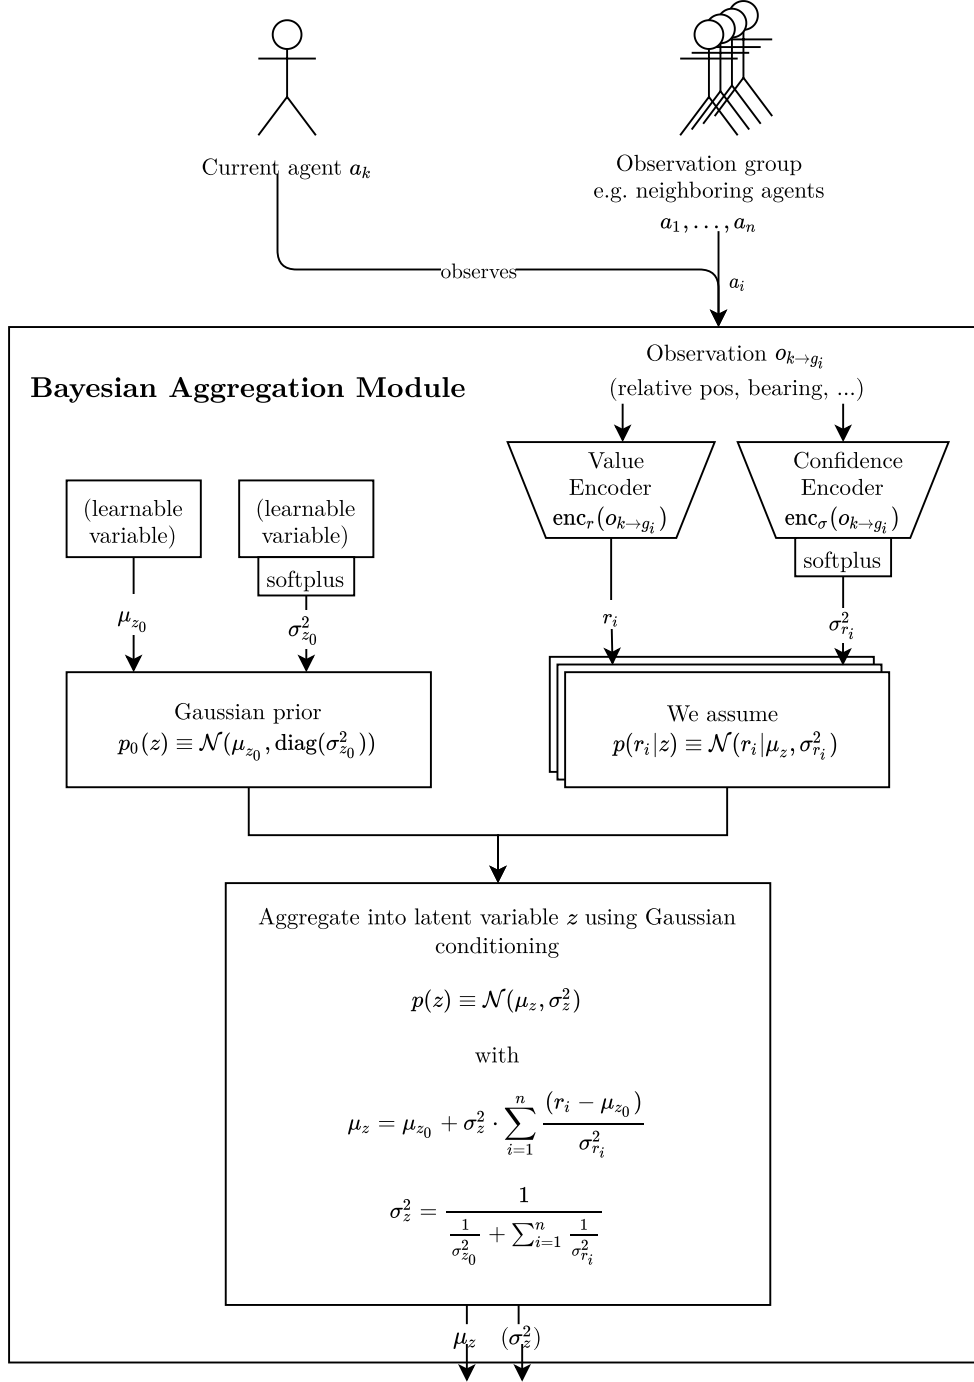 Current agent $a_k$
Observation group
e.g. neighboring agents
$a_1, \ldots, a_n$
observes
$a_i$
Observation $o_{k \to g_i}$
(relative pos, bearing, ...)
Bayesian Aggregation Module
Value
Encoder
$\text{enc}_r(o_{k \to g_i})$
Confidence
Encoder
$\text{enc}_\sigma(o_{k \to g_i})$
softplus
(learnable
variable)
(learnable
variable)
softplus
$\mu_{z_0}$
$\sigma^2_{z_0}$
$r_i$
$\sigma^2_{r_i}$
Gaussian prior
$p_0(z) \equiv \mathcal{N}(\mu_{z_0}, \text{diag}(\sigma^2_{z_0}))$
We assume
$p(r_i|z) \equiv \mathcal{N}(r_i|\mu_z, \sigma^2_{r_i})$
Aggregate into latent variable $z$ using Gaussian
conditioning
$p(z) \equiv \mathcal{N}(\mu_z, \sigma^2_z)$
with
$\mu_z = \mu_{z_0} + \sigma^2_z \cdot \sum_{i=1}^{n} \frac{(r_i - \mu_{z_0})}{\sigma^2_{r_i}}$
$\sigma^2_z = \frac{1}{\frac{1}{\sigma^2_{z_0}} + \sum_{i=1}^{n} \frac{1}{\sigma^2_{r_i}}}$
$\mu_z$ $(\sigma^2_z)$